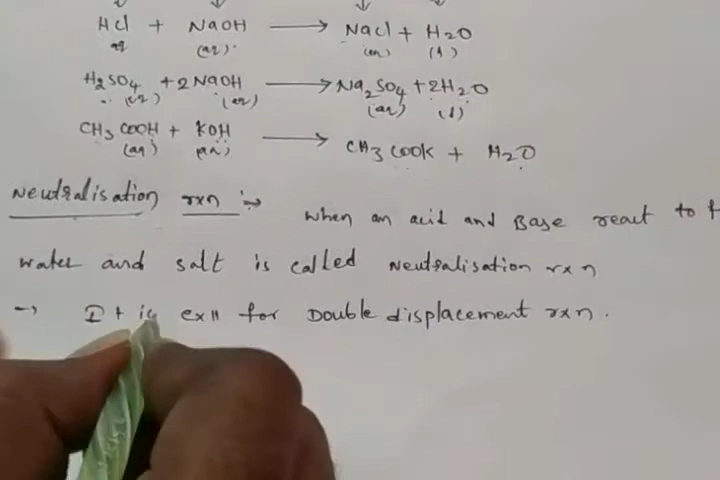 HCl + NaOH → NaCl + H2O
aq (aq) (aq) (l)
H2SO4 + 2NaOH → Na2SO4 + 2H2O
(aq) (aq) (aq) (l)
CH3COOH + KOH → CH3COOK + H2O
(aq) (aq)
Neutralisation rxn :→ When an acid and Base react to f
water and salt is called Neutralisation rxn
→ It is ex|| for Double displacement rxn.